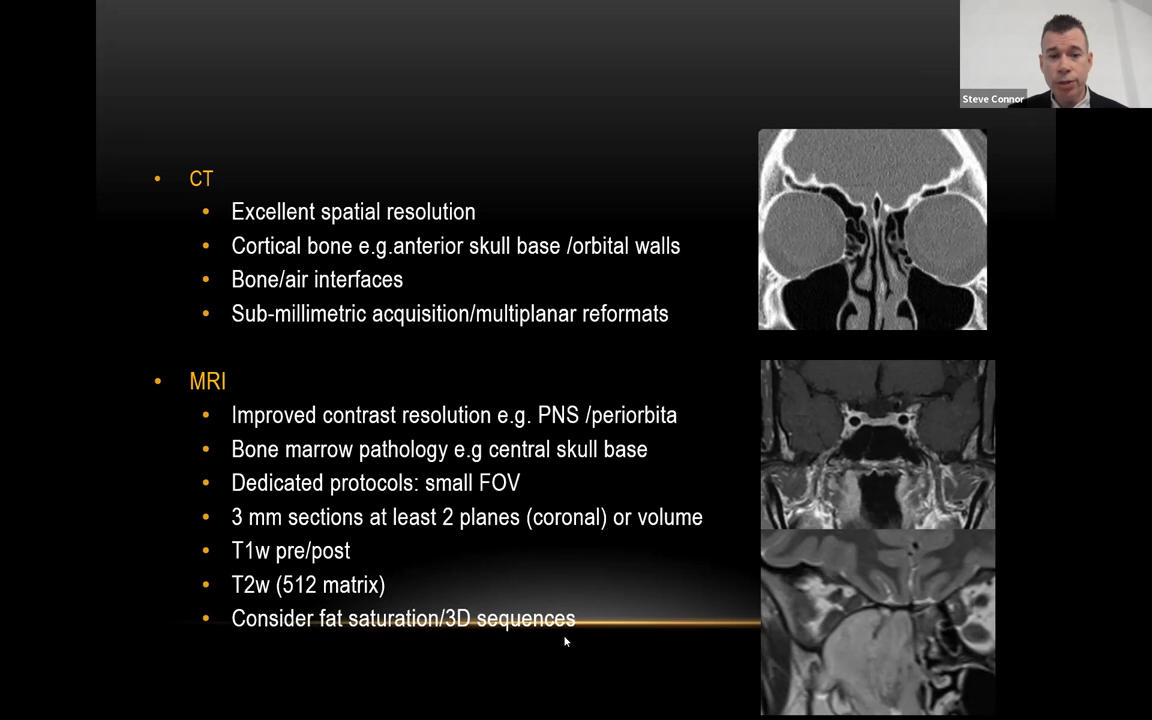 Steve Connor
CT
Excellent spatial resolution
Cortical bone e.g.anterior skull base /orbital walls
Bone/air interfaces
Sub-millimetric acquisition/multiplanar reformats
MRI
Improved contrast resolution e.g. PNS /periorbita
Bone marrow pathology e.g central skull base
Dedicated protocols: small FOV
3 mm sections at least 2 planes (coronal) or volume
T1w pre/post
T2w (512 matrix)
Consider fat saturation/3D sequences